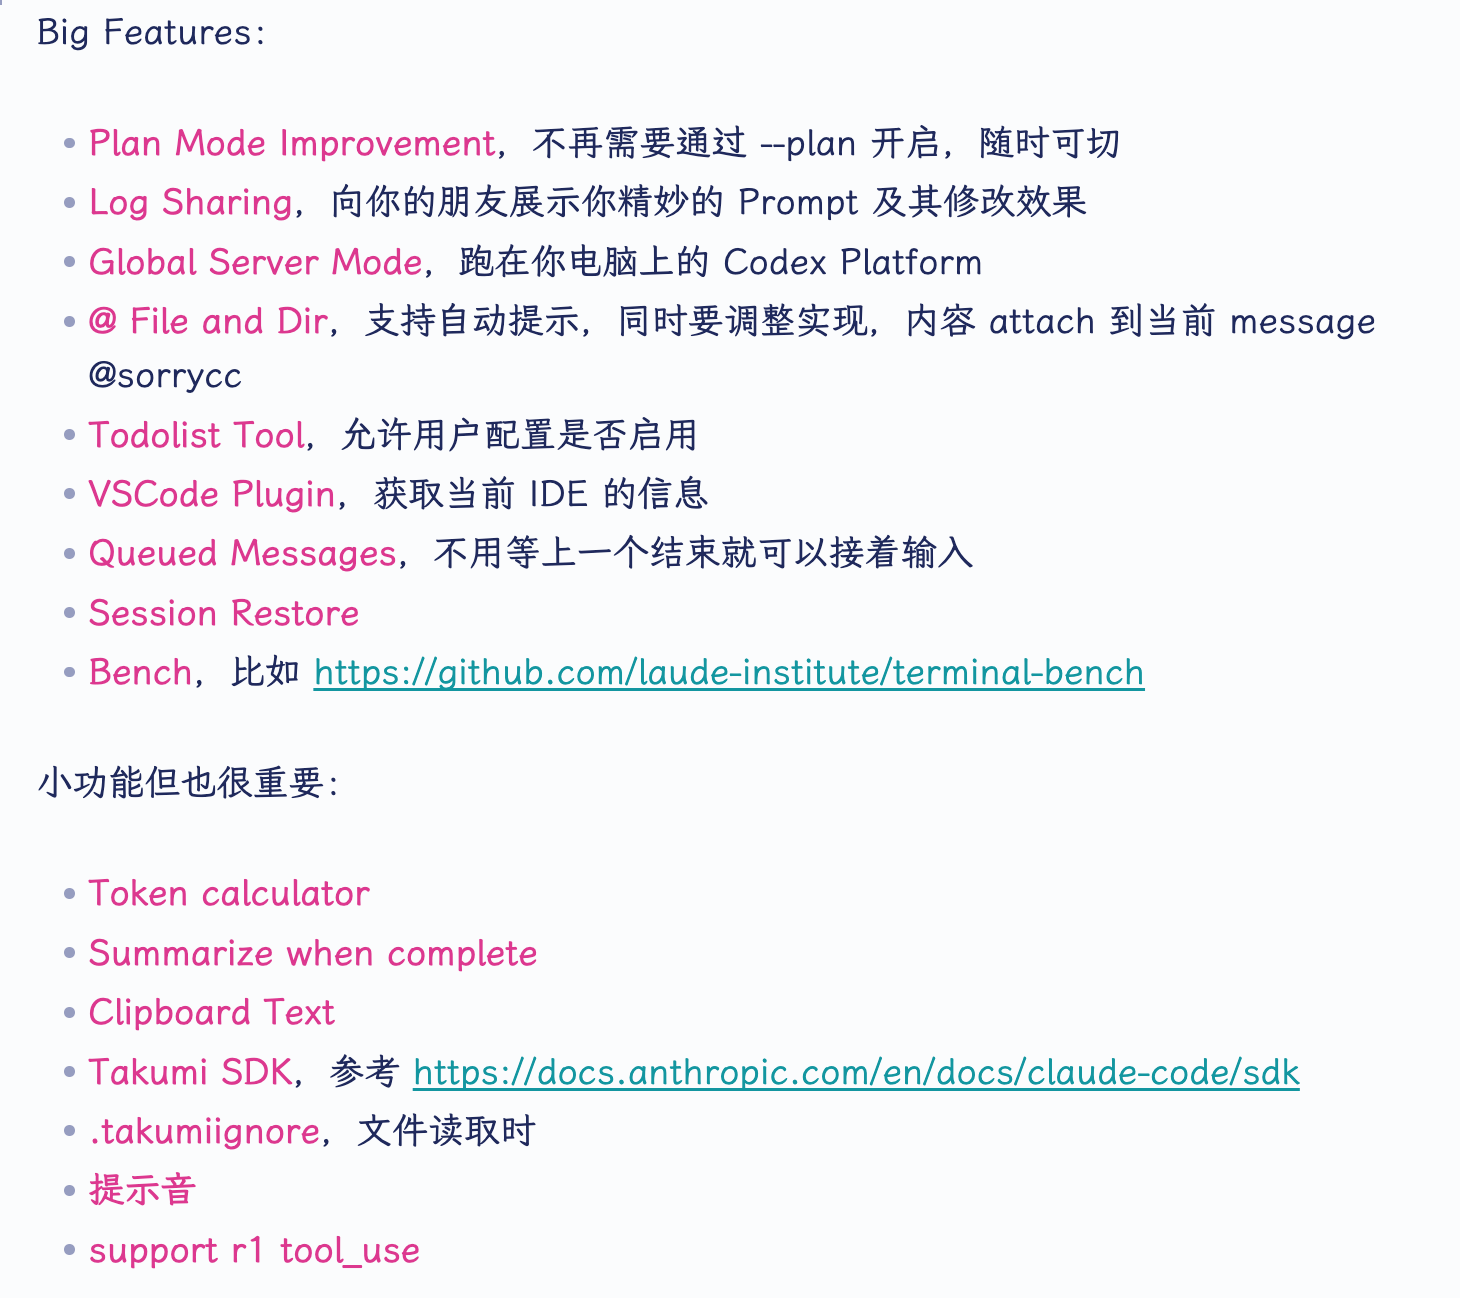 Big Features:
Plan Mode Improvement，不再需要通过 --plan 开启，随时可切
Log Sharing，向你的朋友展示你精妙的 Prompt 及其修改效果
Global Server Mode，跑在你电脑上的 Codex Platform
@ File and Dir，支持自动提示，同时要调整实现，内容 attach 到当前 message
@sorrycc
Todolist Tool，允许用户配置是否启用
VSCode Plugin，获取当前 IDE 的信息
Queued Messages，不用等上一个结束就可以接着输入
Session Restore
Bench，比如 https://github.com/laude-institute/terminal-bench
小功能但也很重要：
Token calculator
Summarize when complete
Clipboard Text
Takumi SDK，参考 https://docs.anthropic.com/en/docs/claude-code/sdk
.takumiignore，文件读取时
提示音
support r1 tool_use